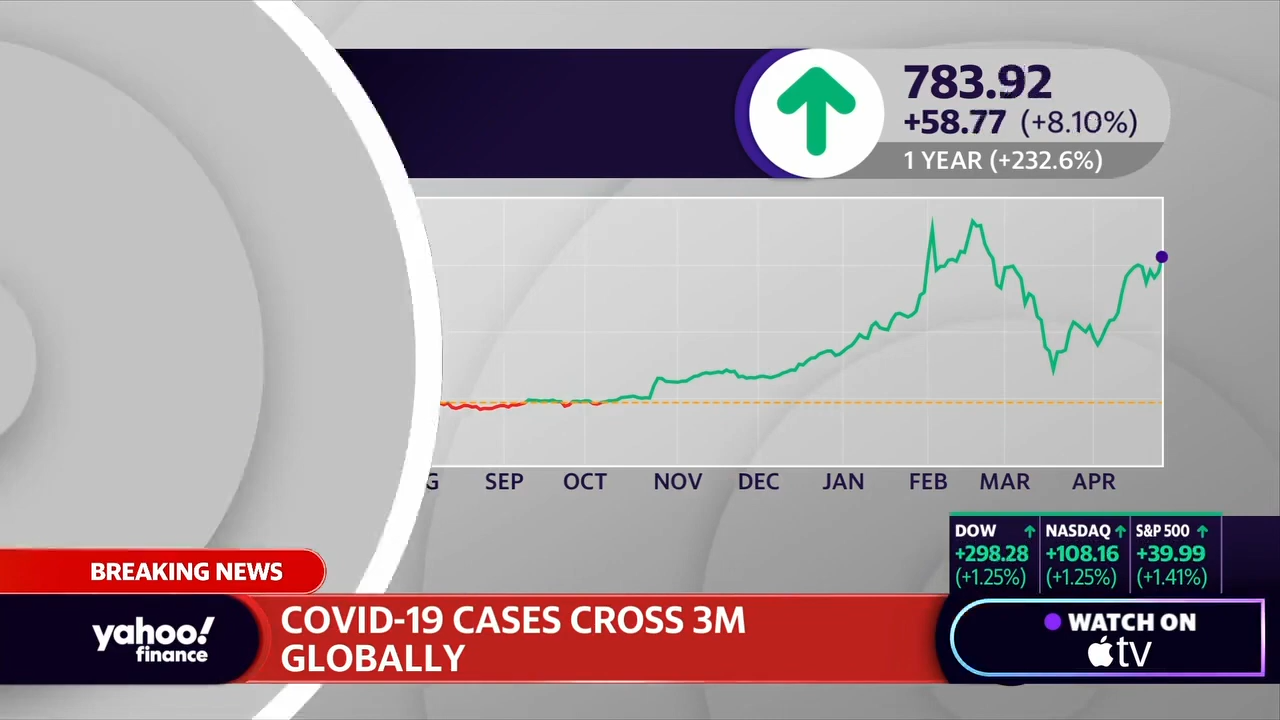 783.92
+58.77 (+8.10%)
1 YEAR (+232.6%)
G SEP OCT NOV DEC JAN FEB MAR APR
DOW
+298.28
(+1.25%)
NASDAQ
+108.16
(+1.25%)
S&P 500
+39.99
(+1.41%)
BREAKING NEWS
yahoo!
finance
COVID-19 CASES CROSS 3M
GLOBALLY
WATCH ON
tv